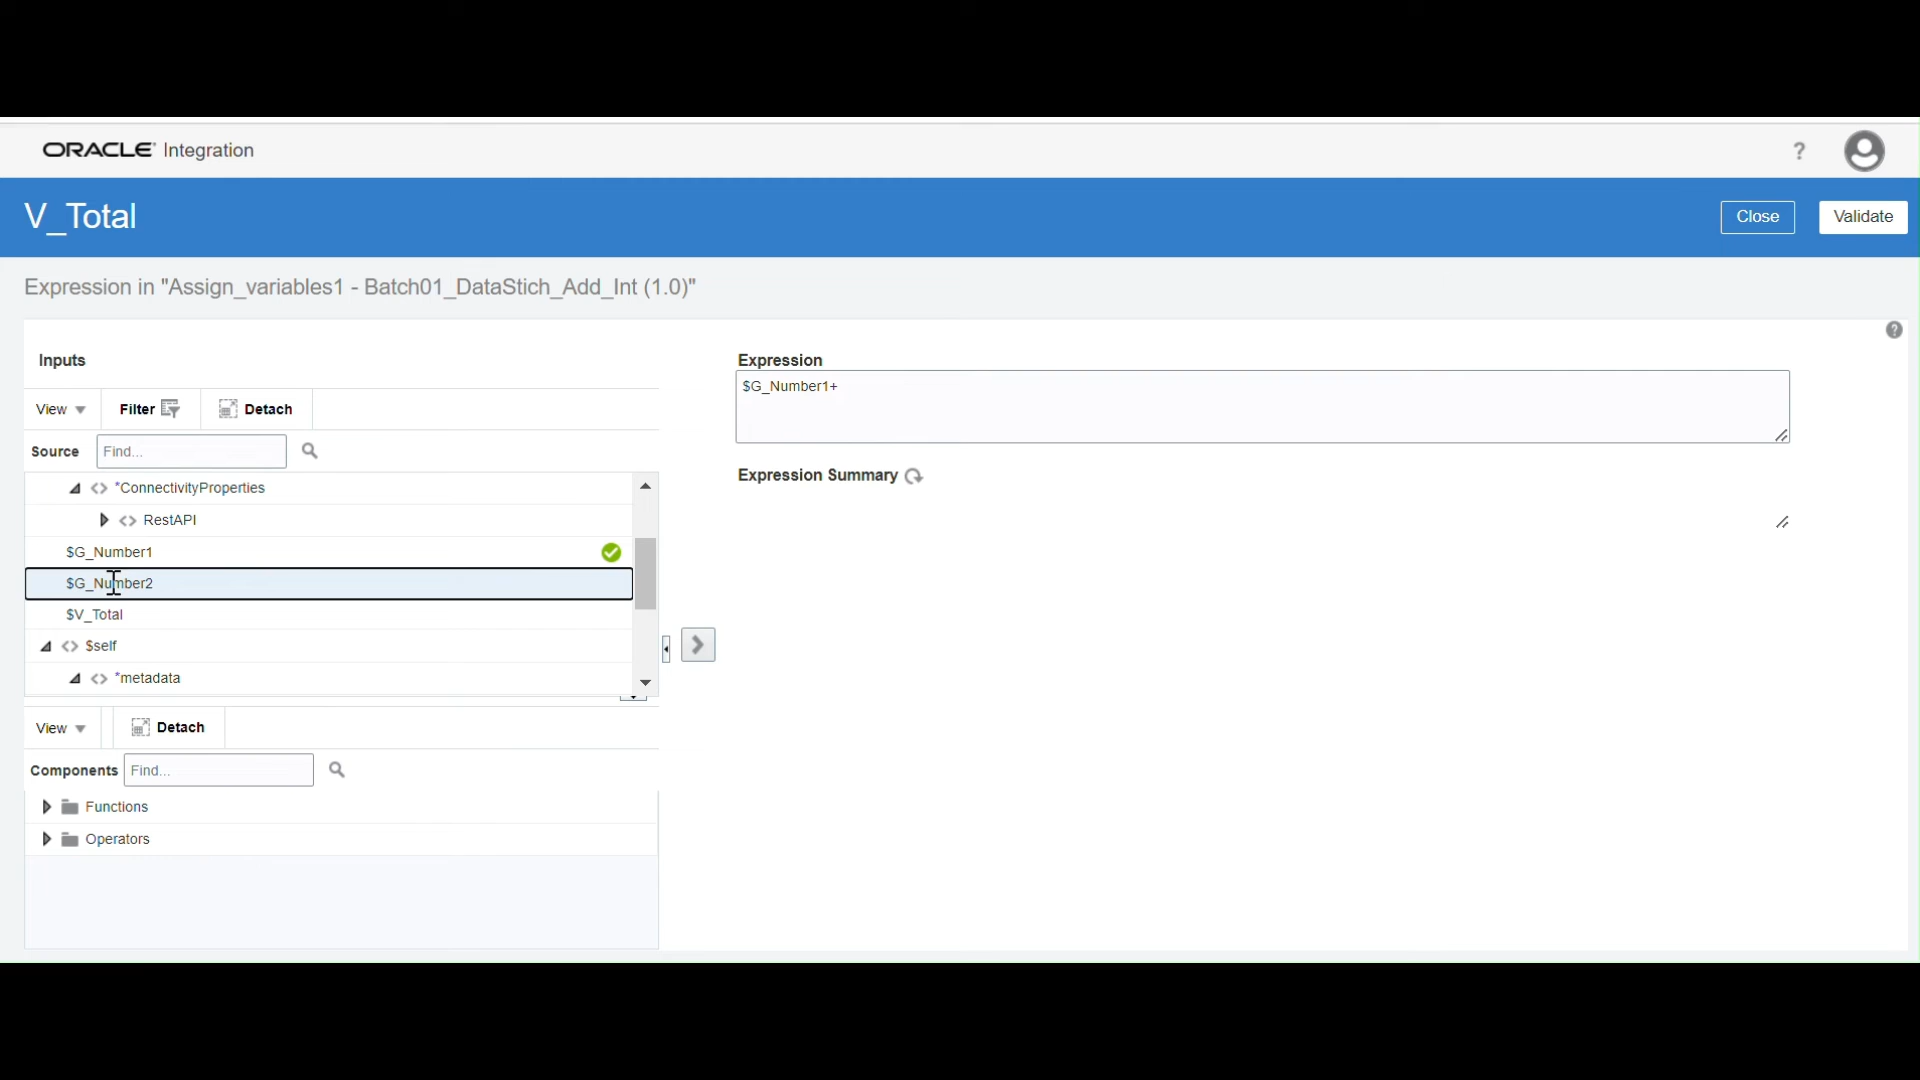 ORACLE Integration
?
V_Total
Close
Validate
Expression in "Assign_variables1 - Batch01_DataStich_Add_Int (1.0)"
?
Inputs
Expression
View
Filter
Detach
$G_Number1+
Source
Find...
Expression Summary
<> *ConnectivityProperties
<> RestAPI
$G_Number1
$G_Number2
$V_Total
<> $self
<> *metadata
View
Detach
Components
Find...
Functions
Operators